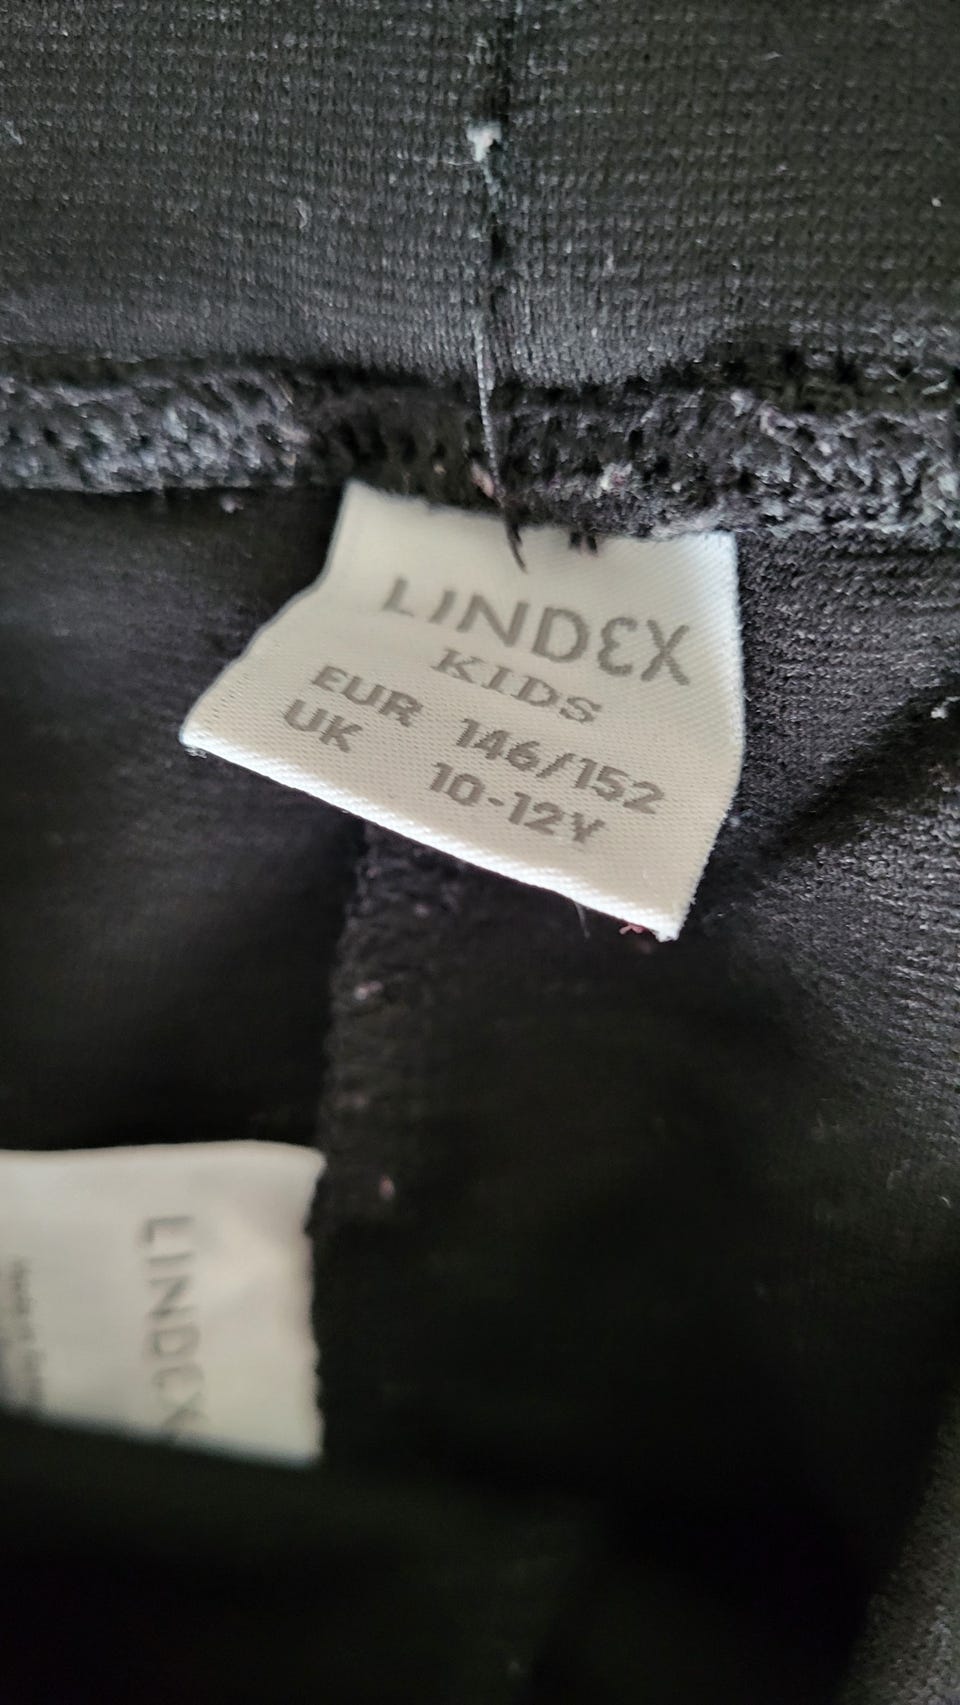 LINDEX
KIDS
EUR 146/152
UK 10-12Y
LINDEX